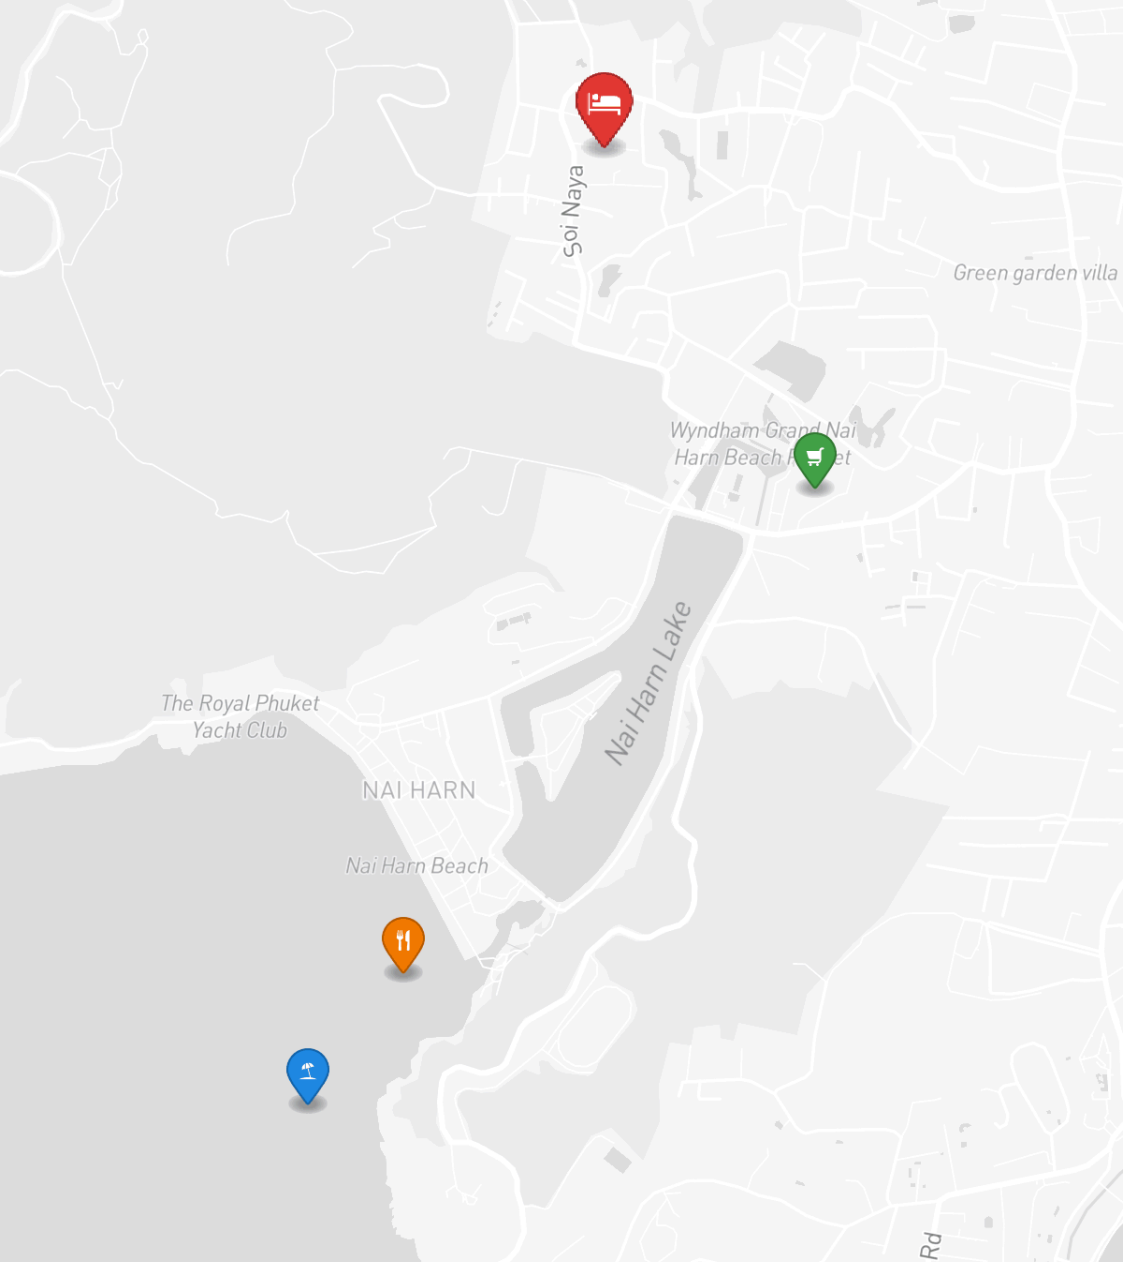 Soi Naya
Green garden villa
Wyndham Grand Nai
Harn Beach
Nai Harn Lake
The Royal Phuket
Yacht Club
NAI HARN
Nai Harn Beach
Rd